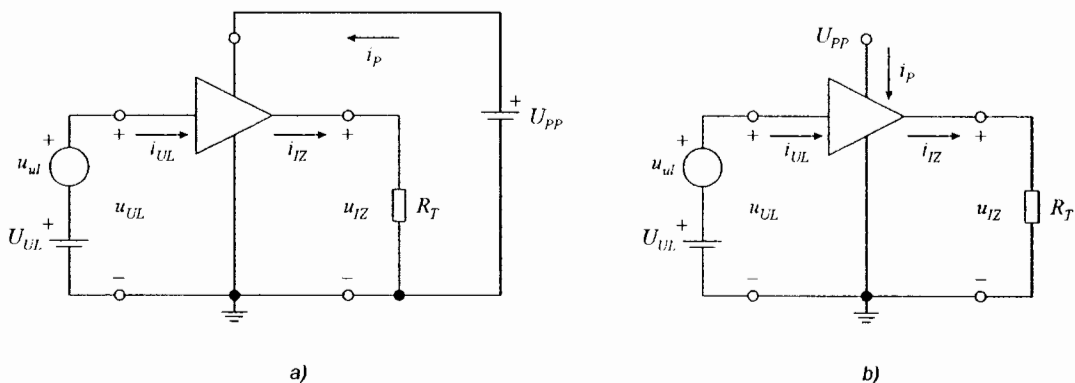 i_P
+
U_PP
+
+
i_UL
i_IZ
+
u_ul
u_UL
u_IZ
R_T
+
U_UL
−
−
a)
U_PP
i_P
+
+
i_UL
i_IZ
+
u_ul
u_UL
u_IZ
R_T
+
U_UL
−
−
b)